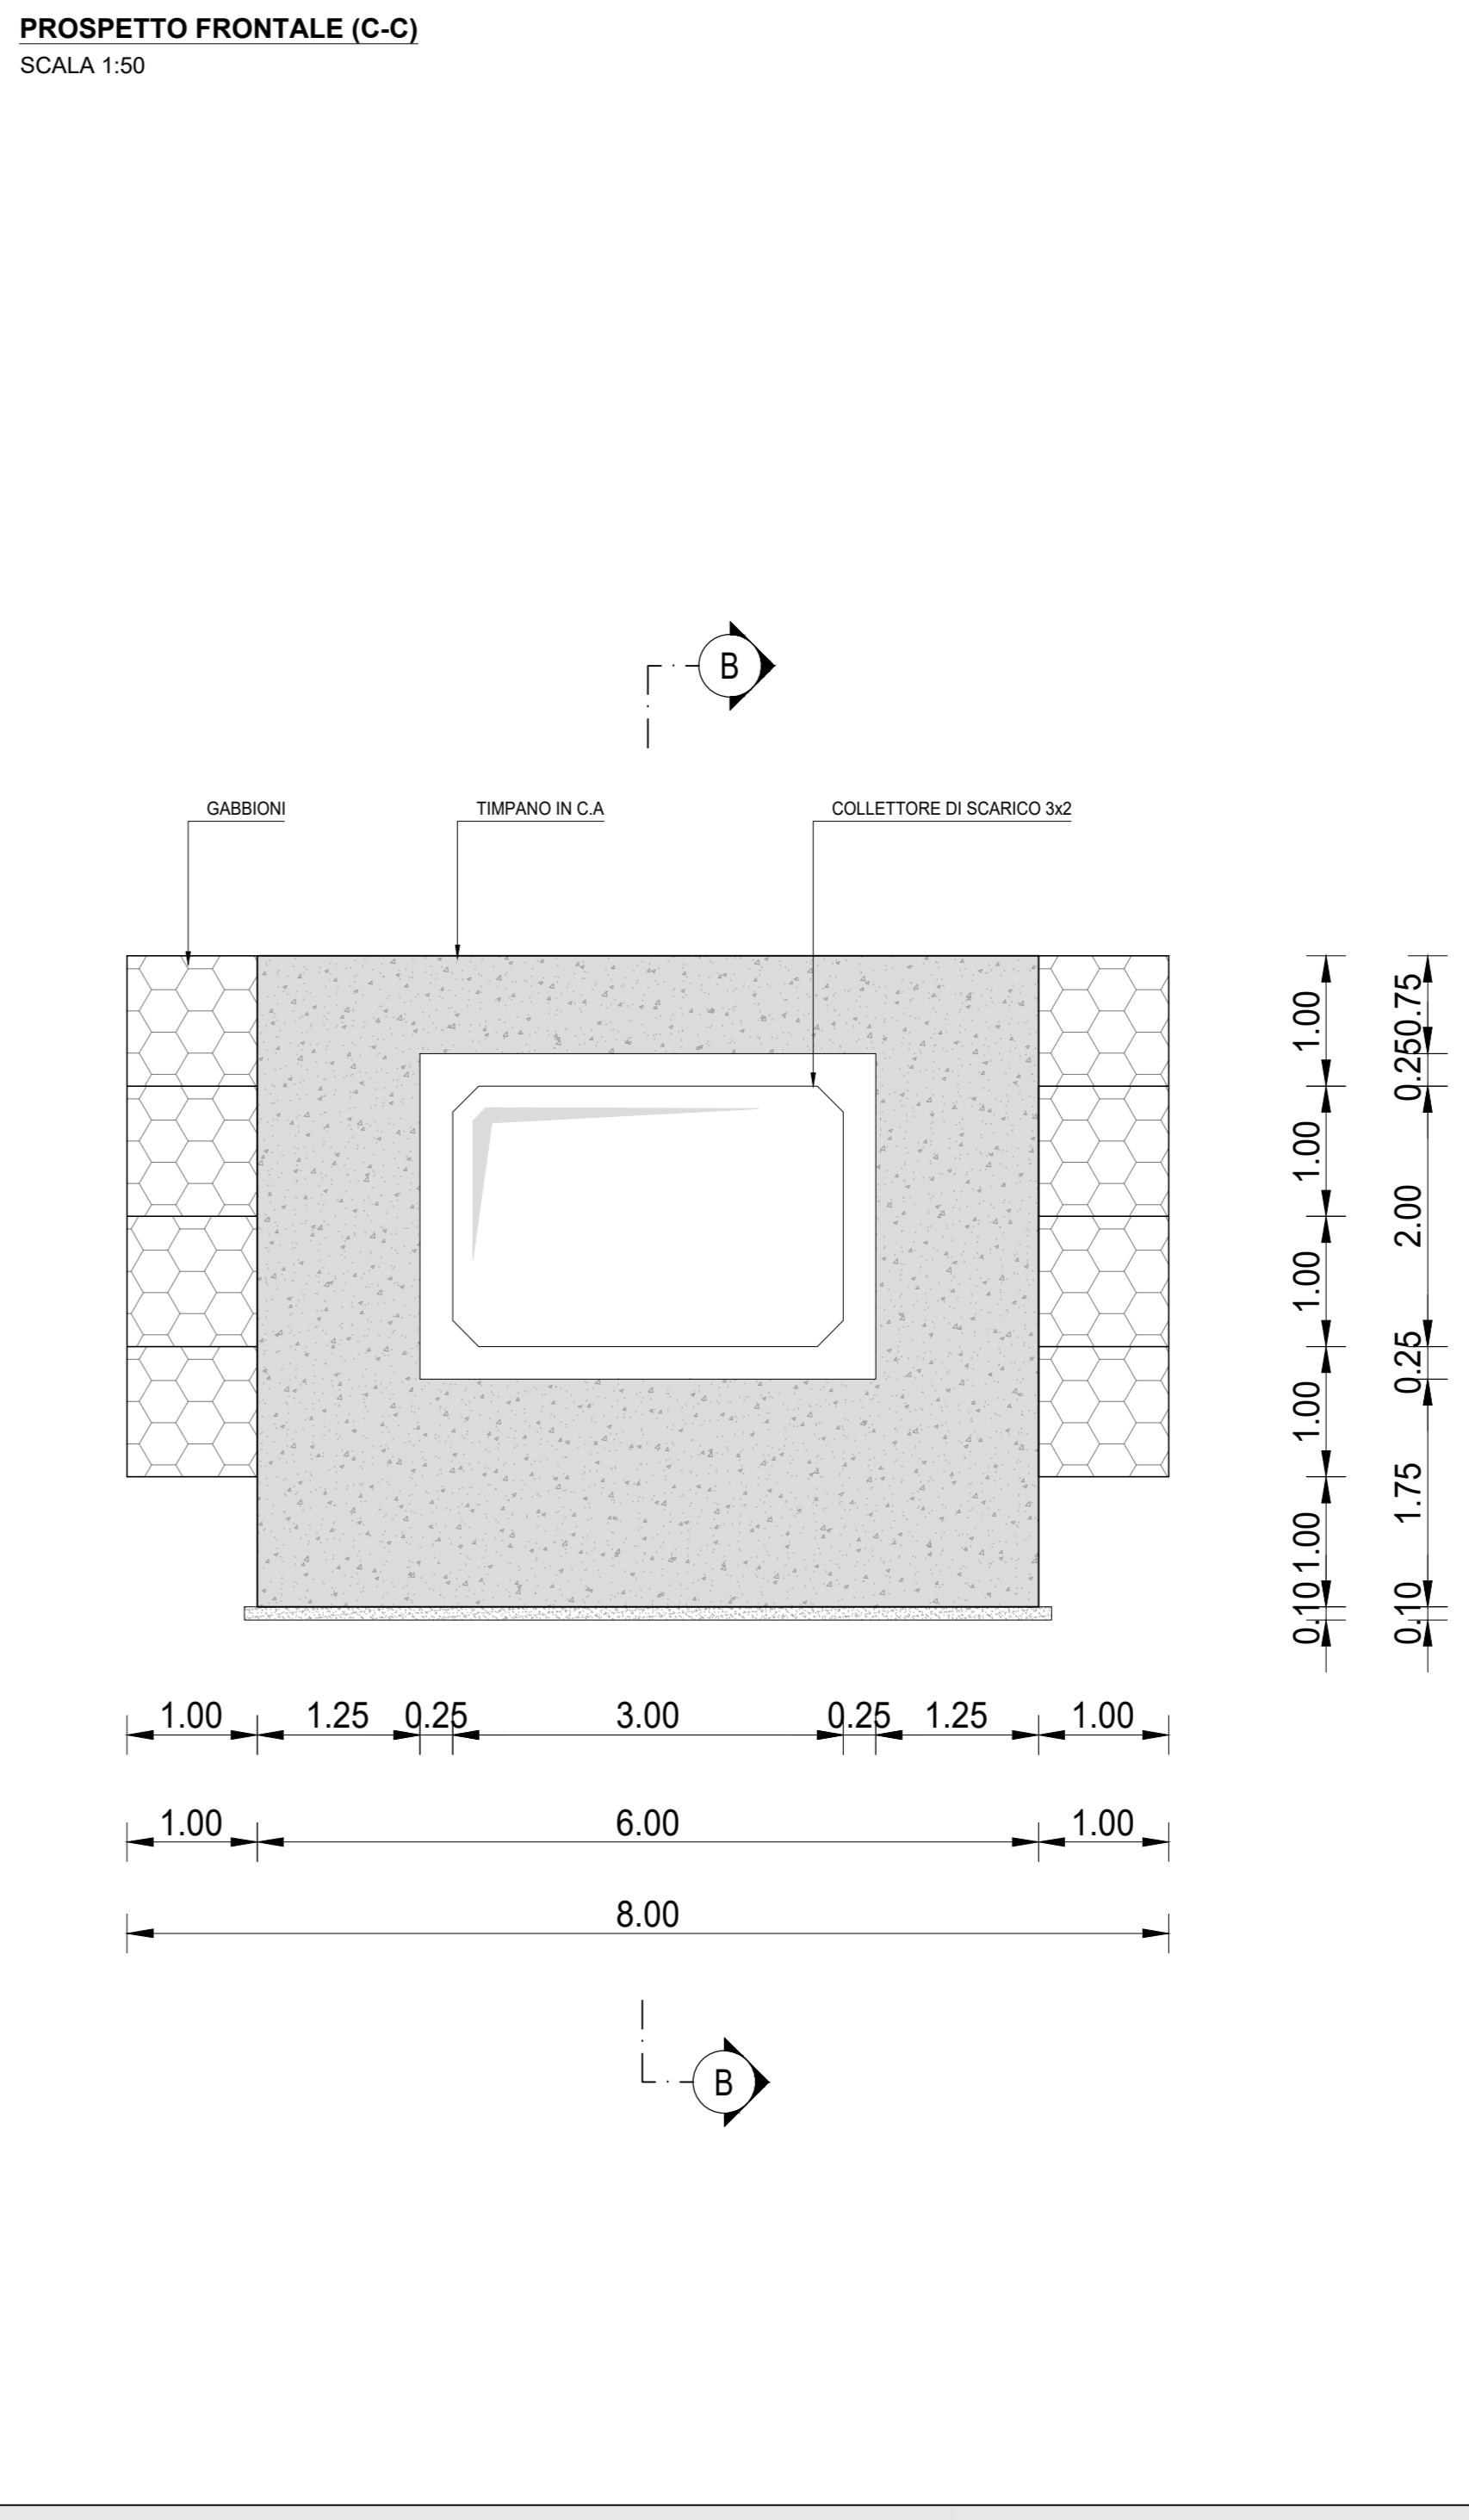 PROSPETTO FRONTALE (C-C)
SCALA 1:50
B
GABBIONI
TIMPANO IN C.A
COLLETTORE DI SCARICO 3x2
1.00
1.00
1.00
1.00
1.00
0.10
0.75
0.25
2.00
0.25
1.75
0.10
1.00 1.25 0.25 3.00 0.25 1.25 1.00
1.00 6.00 1.00
8.00
B